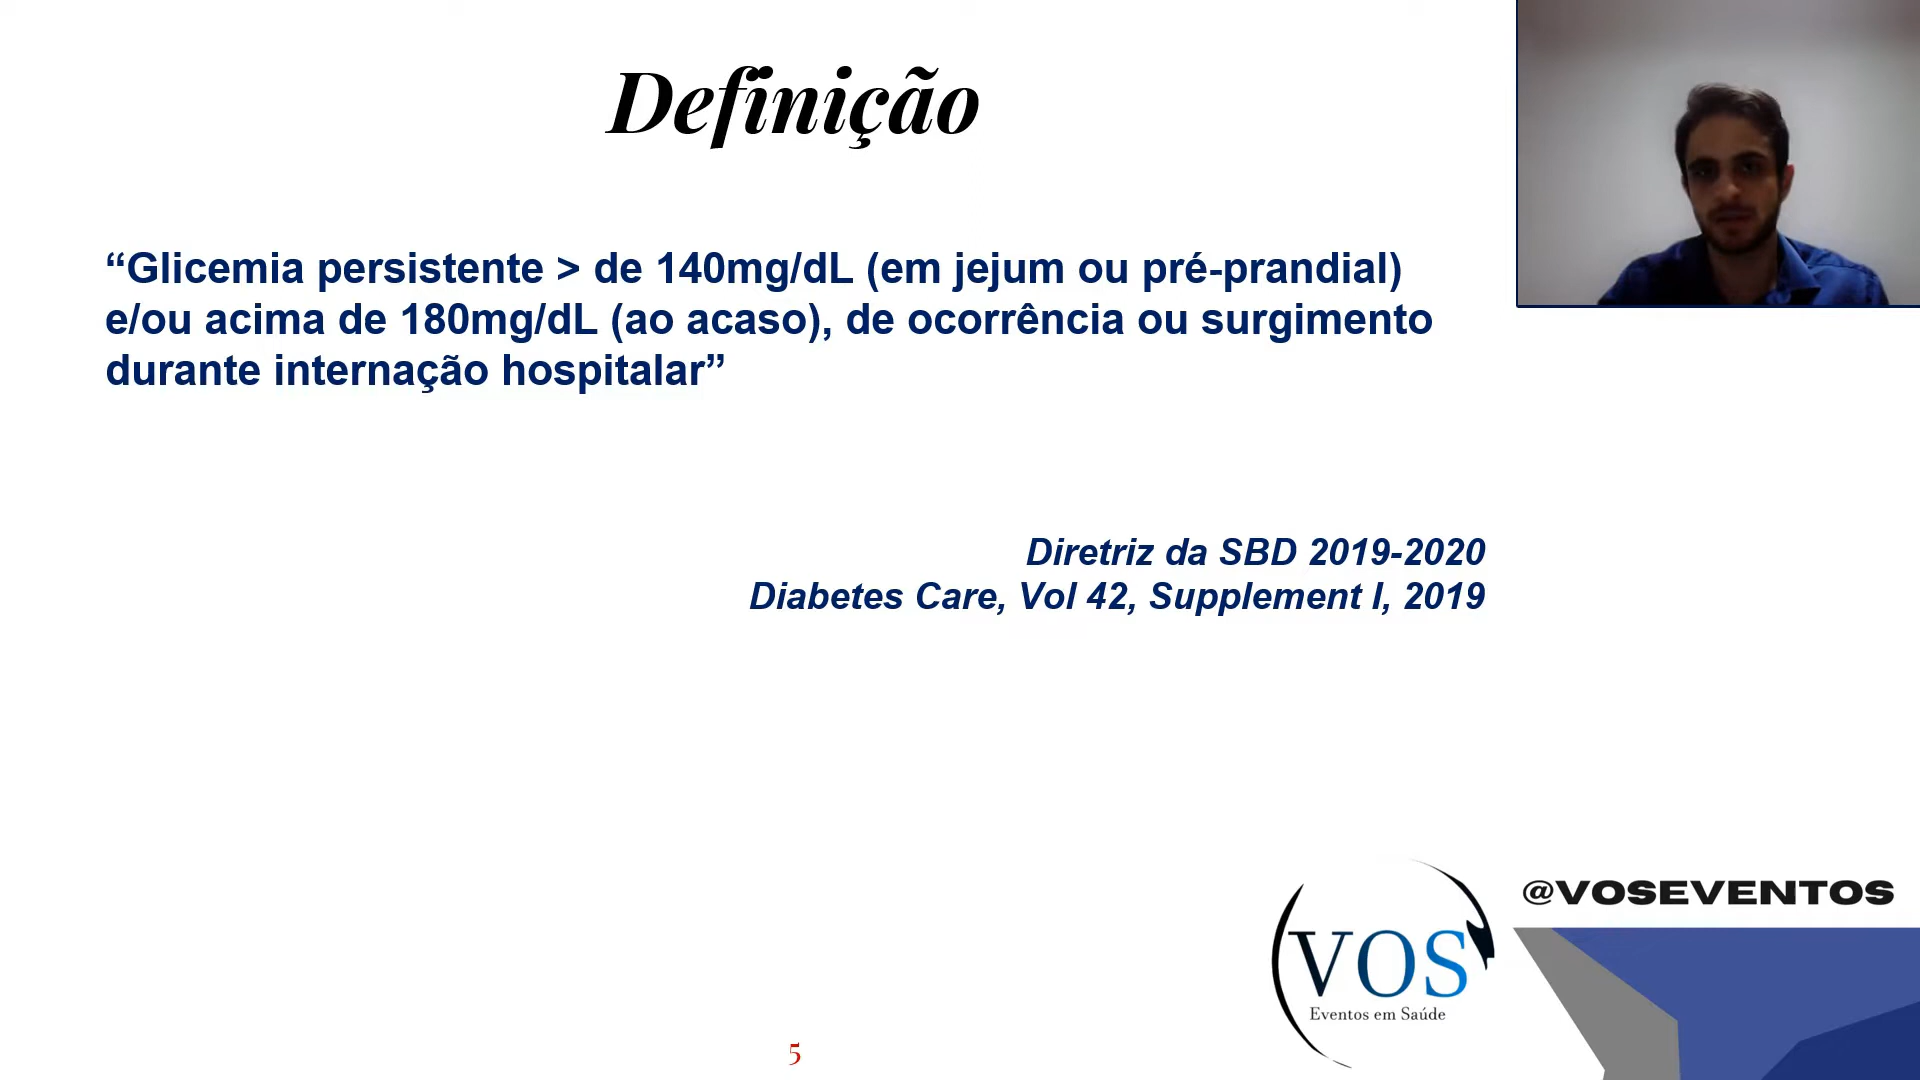 Definição
“Glicemia persistente > de 140mg/dL (em jejum ou pré-prandial)
e/ou acima de 180mg/dL (ao acaso), de ocorrência ou surgimento
durante internação hospitalar”
Diretriz da SBD 2019-2020
Diabetes Care, Vol 42, Supplement I, 2019
@VOSEVENTOS
VOS
Eventos em Saúde
5